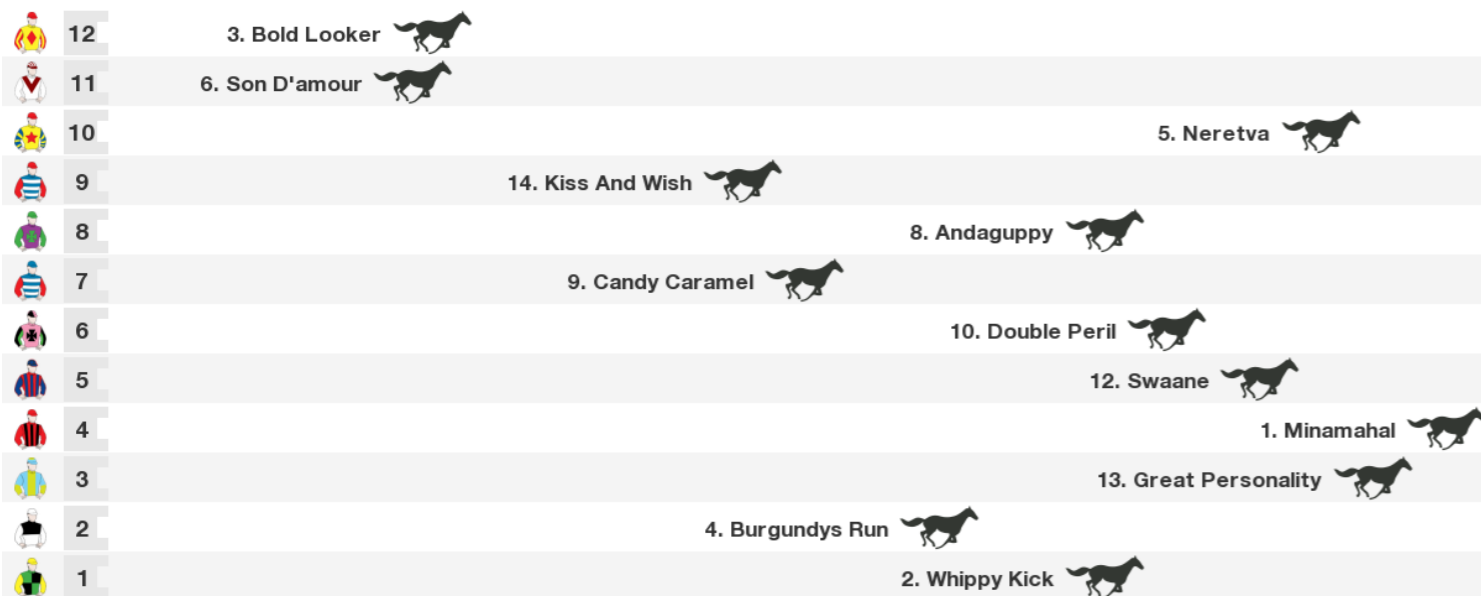 12 3. Bold Looker
11 6. Son D'amour
10 5. Neretva
9 14. Kiss And Wish
8 8. Andaguppy
7 9. Candy Caramel
6 10. Double Peril
5 12. Swaane
4 1. Minamahal
3 13. Great Personality
2 4. Burgundys Run
1 2. Whippy Kick